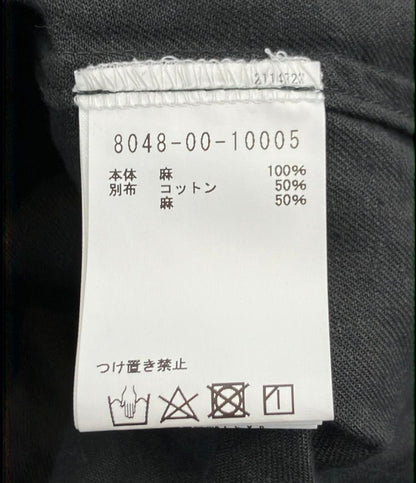 8048-00-10005
本体 麻 100%
別布 コットン 50%
麻 50%
つけ置き禁止